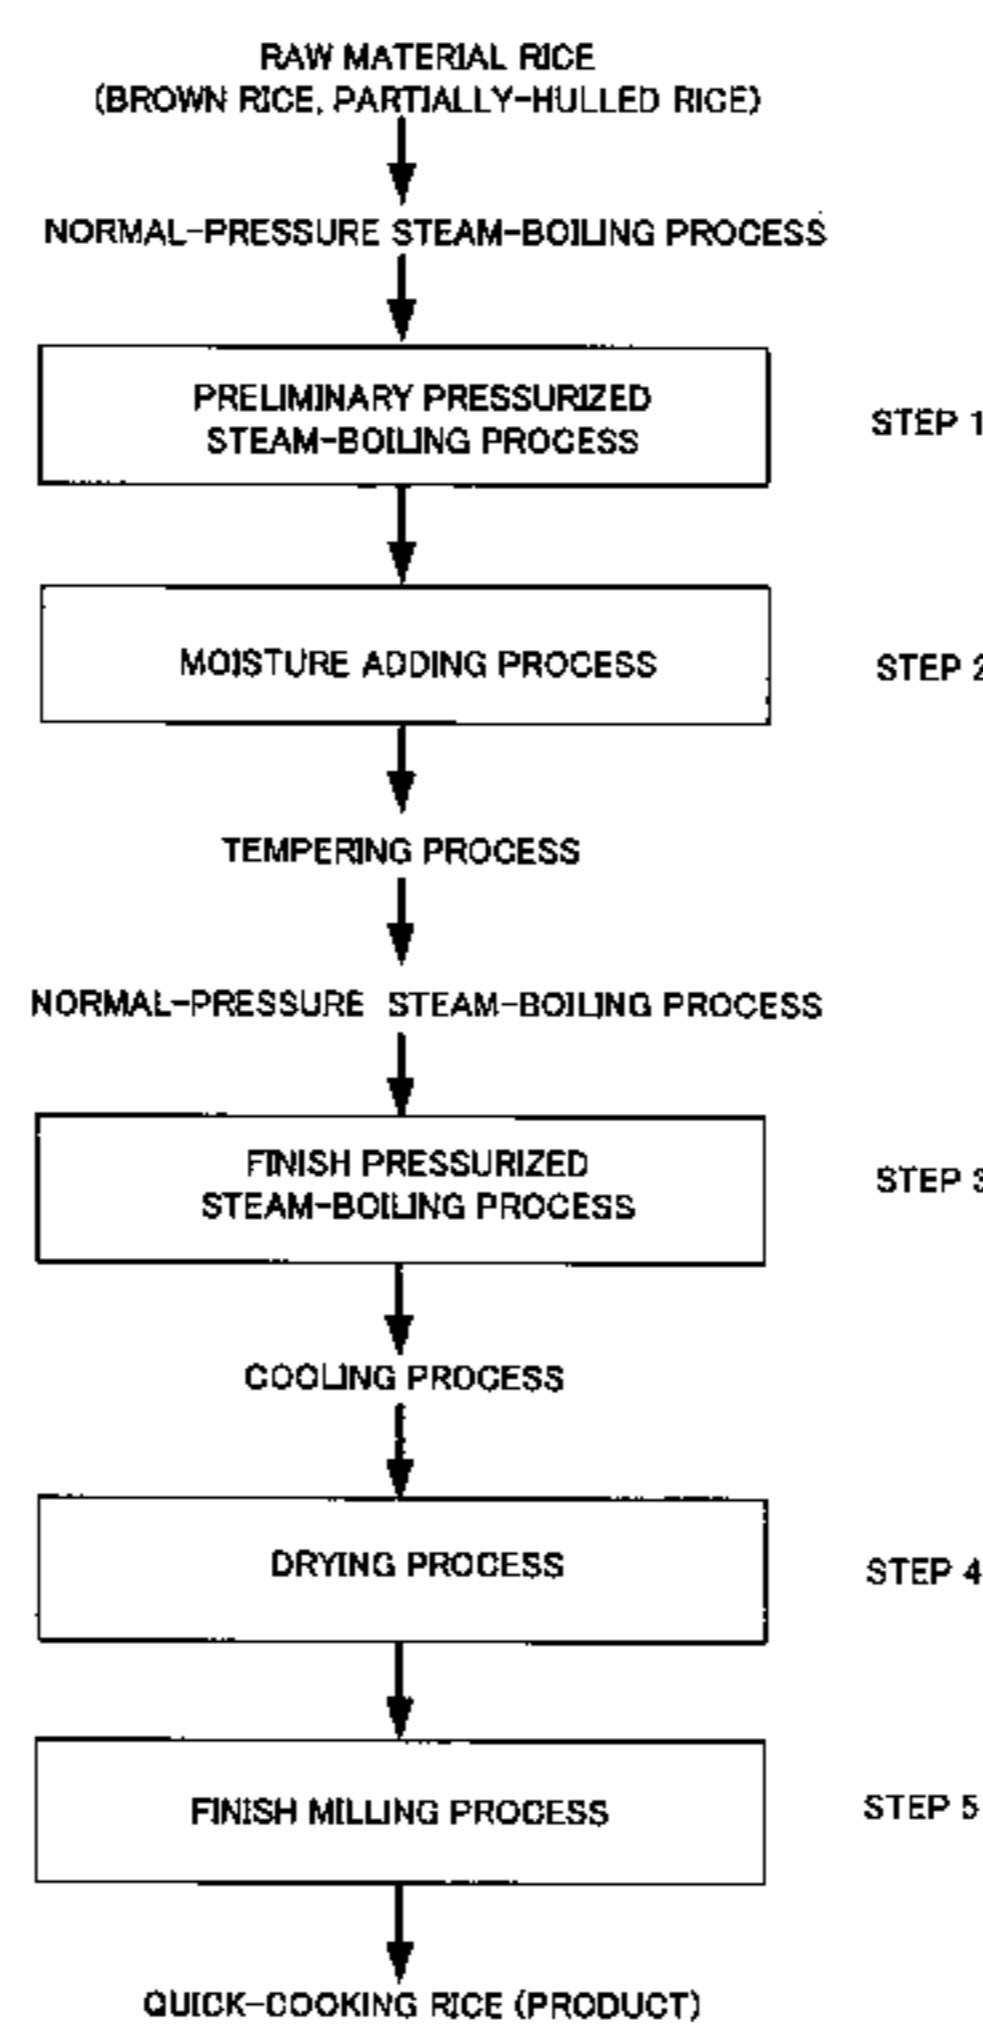 RAW MATERIAL RICE
(BROWN RICE, PARTIALLY-HULLED RICE)
NORMAL-PRESSURE STEAM-BOILING PROCESS
PRELIMINARY PRESSURIZED
STEAM-BOILING PROCESS
STEP 1
MOISTURE ADDING PROCESS
STEP 2
TEMPERING PROCESS
NORMAL-PRESSURE STEAM-BOILING PROCESS
FINISH PRESSURIZED
STEAM-BOILING PROCESS
STEP 3
COOLING PROCESS
DRYING PROCESS
STEP 4
FINISH MILLING PROCESS
STEP 5
QUICK-COOKING RICE (PRODUCT)